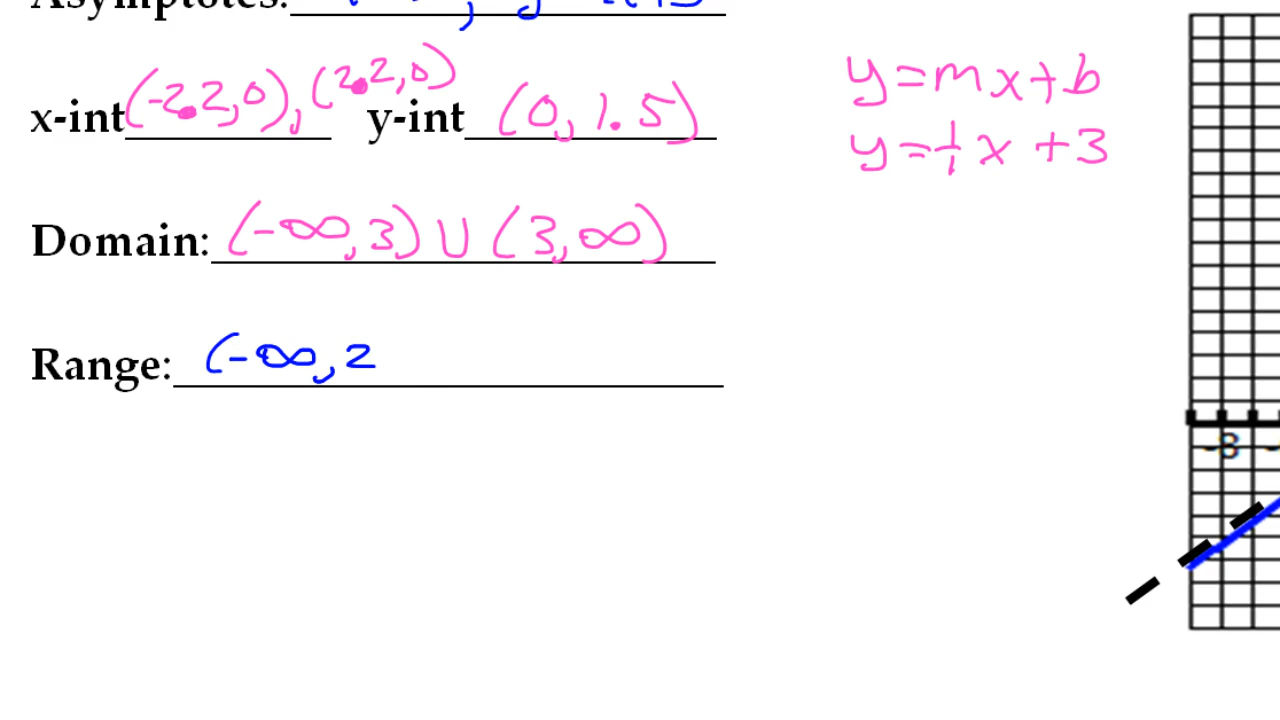 Asymptotes:
x-int (-2.2,0), (2.2,0) y-int (0, 1.5)
Domain: (-∞, 3) ∪ (3, ∞)
Range: (-∞, 2
y=mx+b
y=1/1 x +3
-8